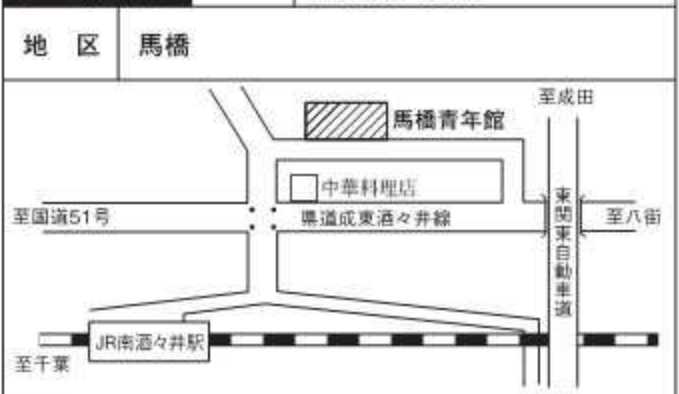 地 区
馬橋
至成田
馬橋青年館
中華料理店
東関東自動車道
至国道51号
県道成東酒々井線
至八街
JR南酒々井駅
至千葉